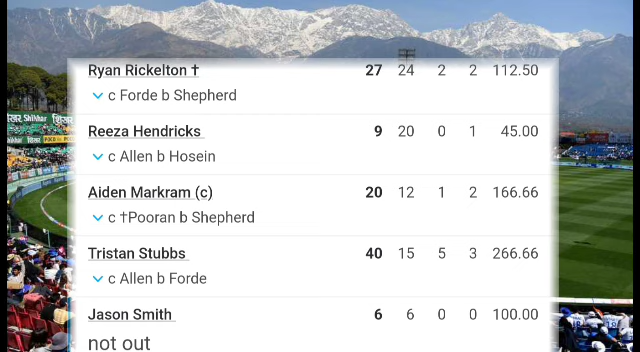 Ryan Rickelton † 27 24 2 2 112.50
c Forde b Shepherd
Reeza Hendricks 9 20 0 1 45.00
c Allen b Hosein
Aiden Markram (c) 20 12 1 2 166.66
c †Pooran b Shepherd
Tristan Stubbs 40 15 5 3 266.66
c Allen b Forde
Jason Smith 6 6 0 0 100.00
not out